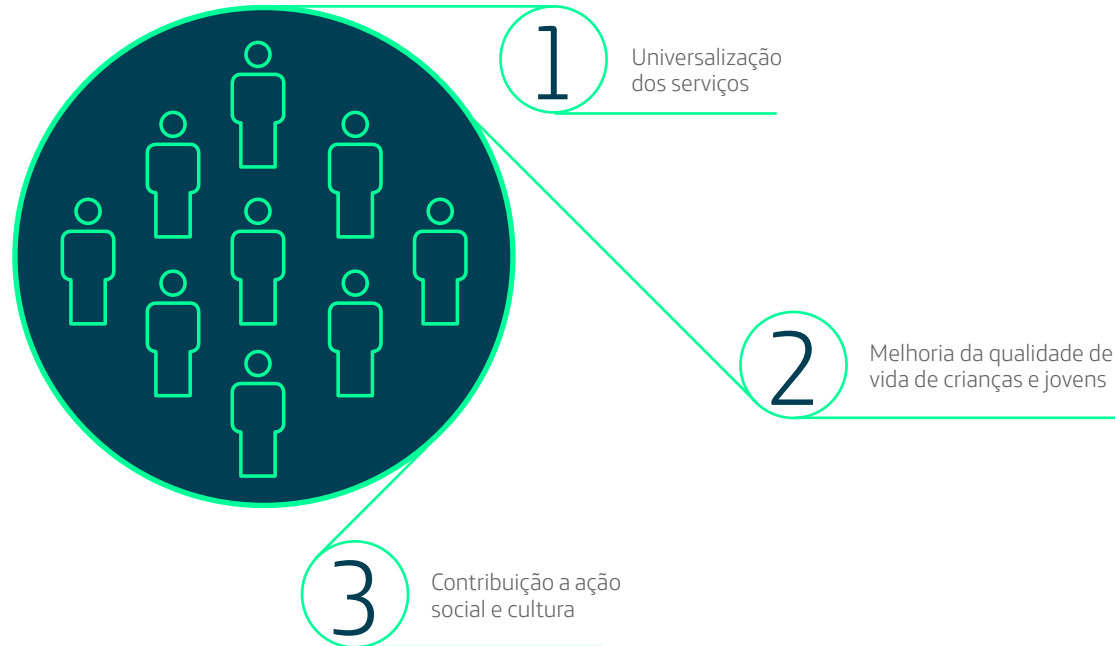 1
Universalização
dos serviços
2
Melhoria da qualidade de
vida de crianças e jovens
3
Contribuição a ação
social e cultura